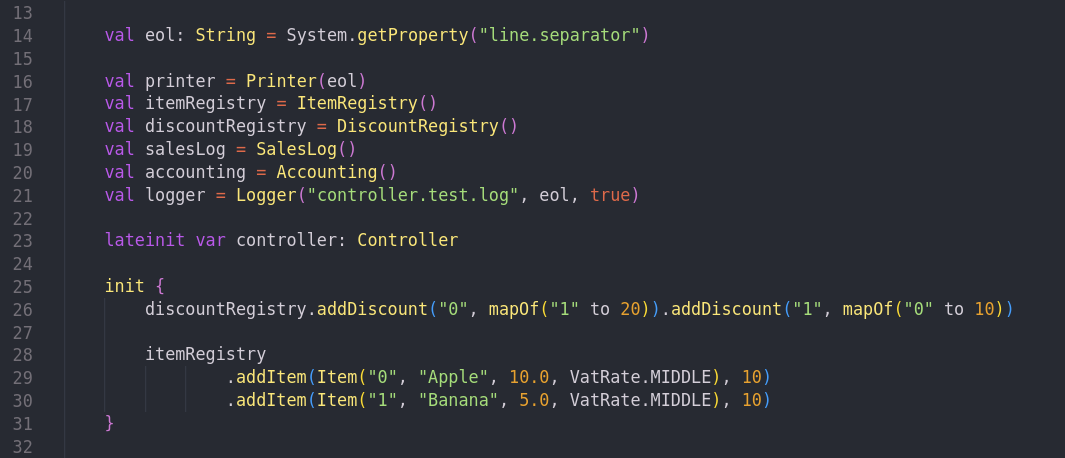 13
14 val eol: String = System.getProperty("line.separator")
15
16 val printer = Printer(eol)
17 val itemRegistry = ItemRegistry()
18 val discountRegistry = DiscountRegistry()
19 val salesLog = SalesLog()
20 val accounting = Accounting()
21 val logger = Logger("controller.test.log", eol, true)
22
23 lateinit var controller: Controller
24
25 init {
26 discountRegistry.addDiscount("0", mapOf("1" to 20)).addDiscount("1", mapOf("0" to 10))
27
28 itemRegistry
29 .addItem(Item("0", "Apple", 10.0, VatRate.MIDDLE), 10)
30 .addItem(Item("1", "Banana", 5.0, VatRate.MIDDLE), 10)
31 }
32